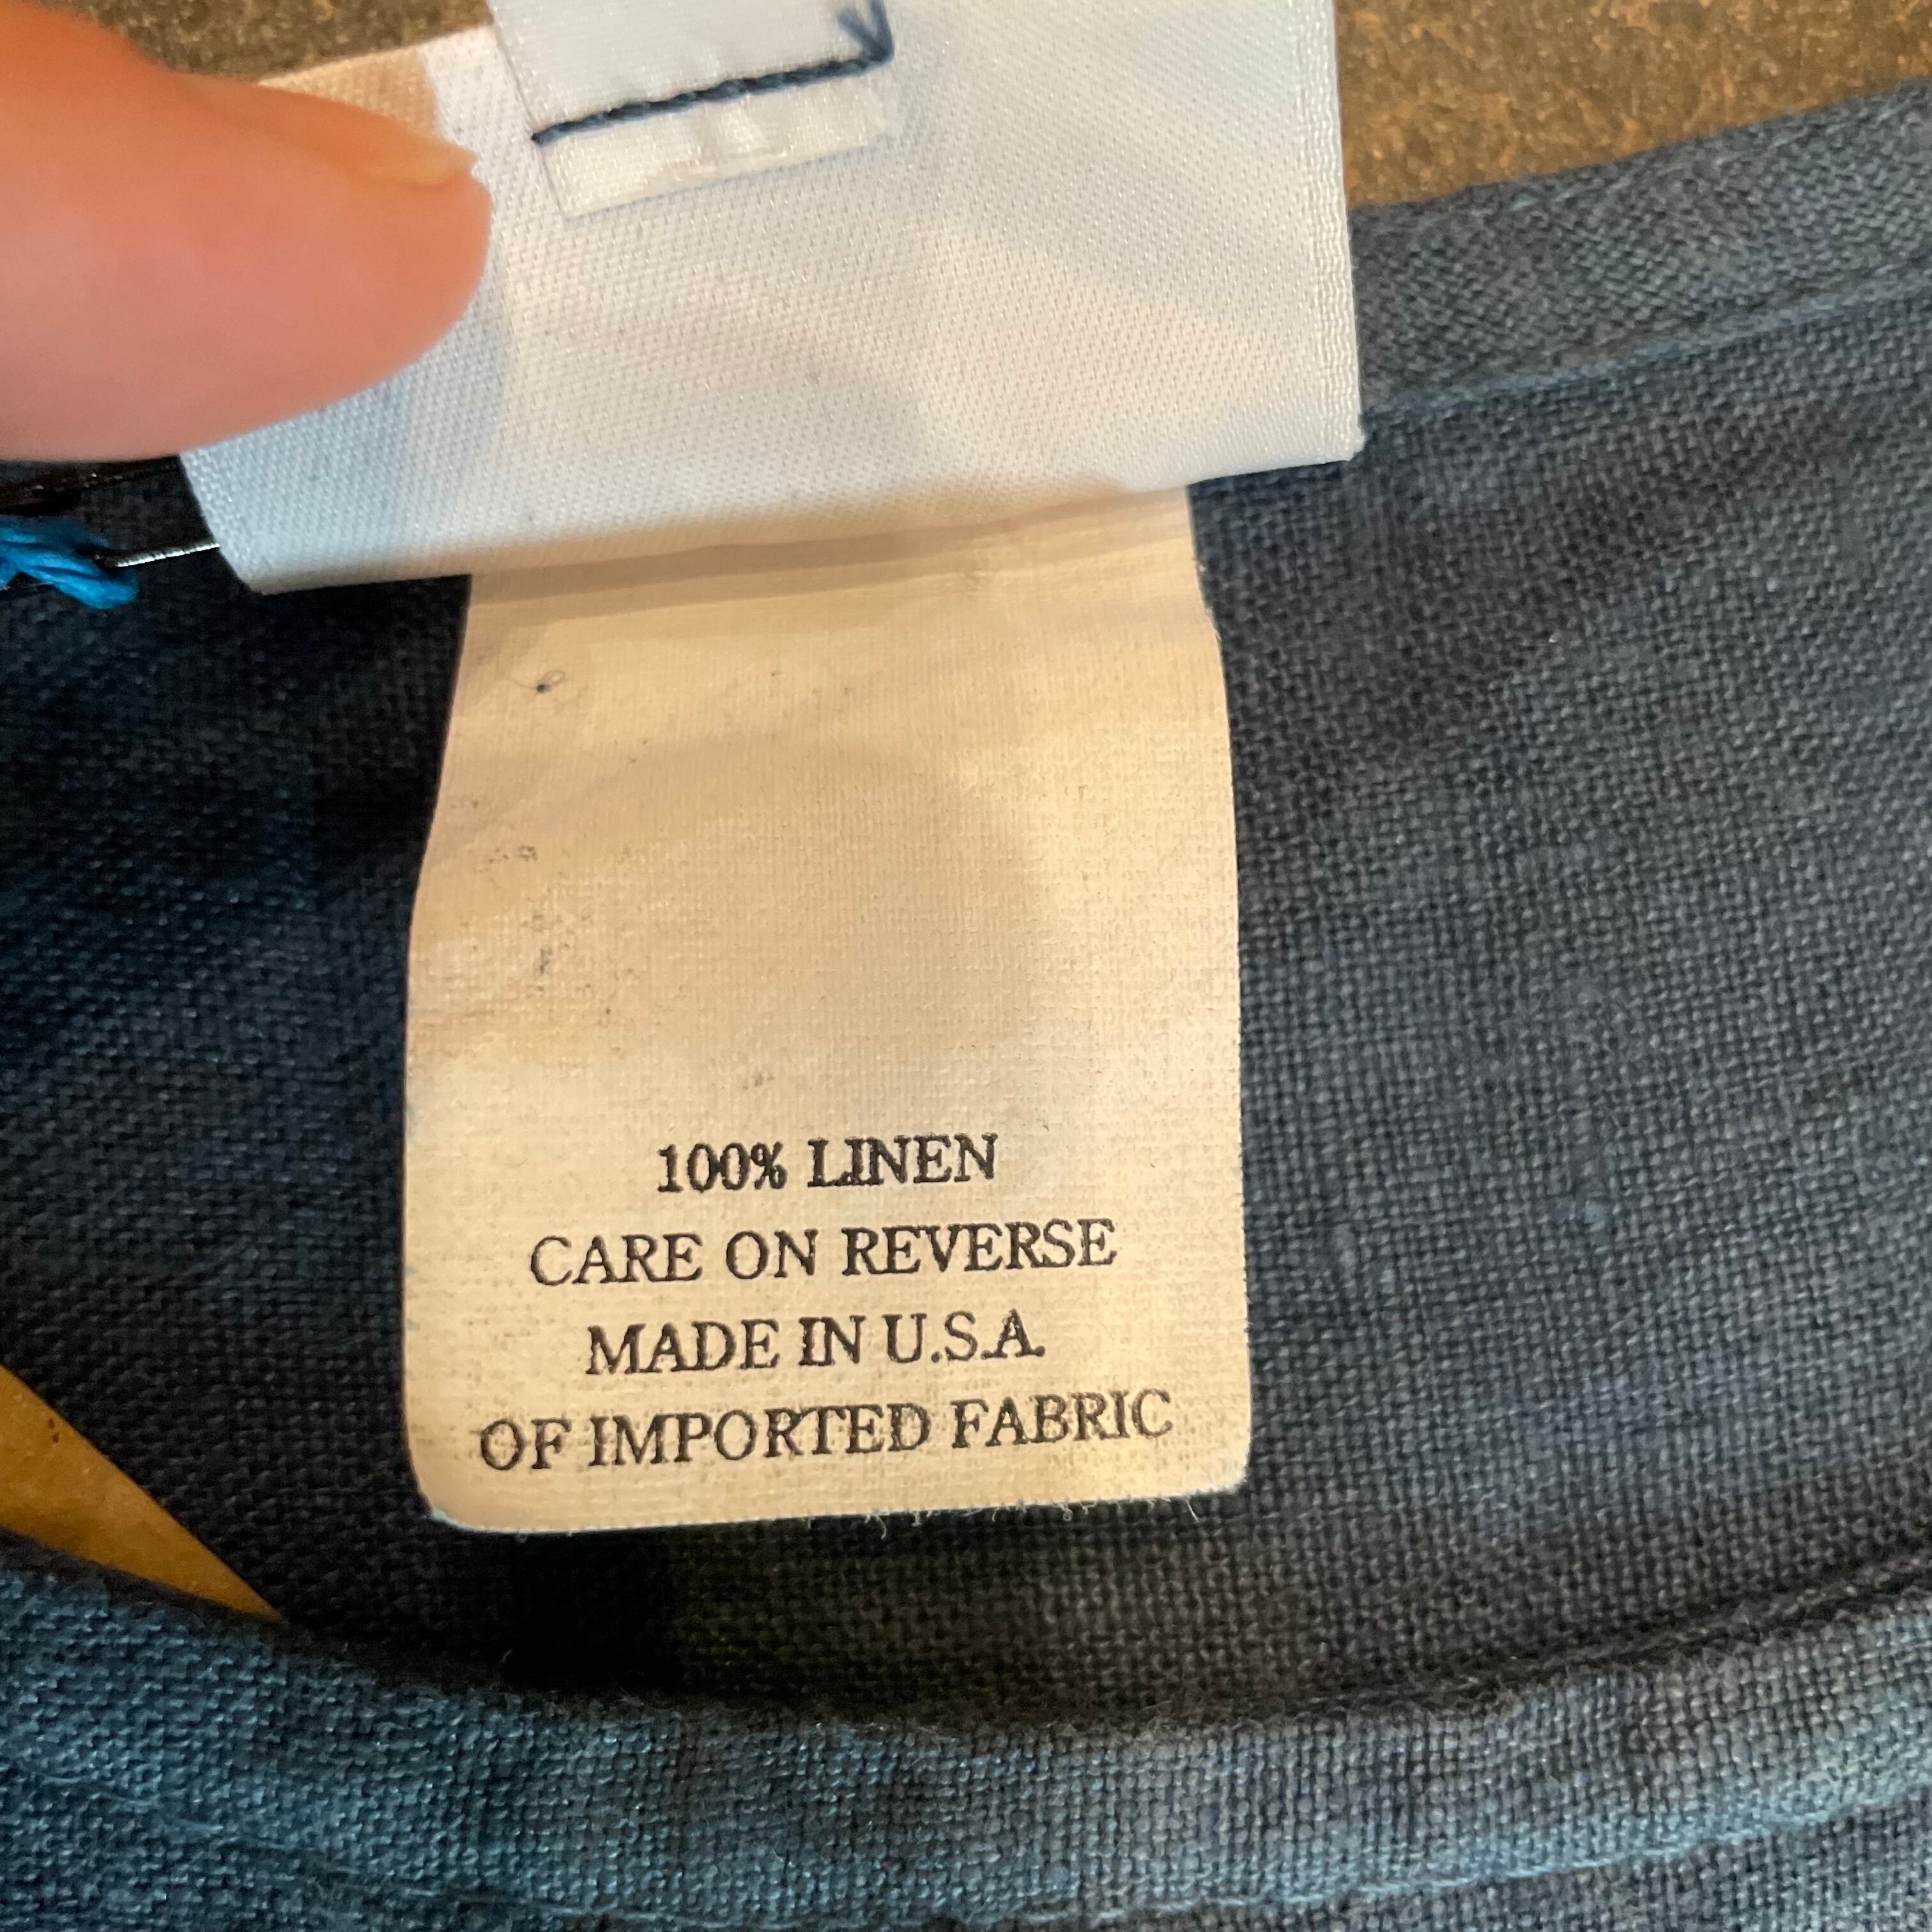 100% LINEN
CARE ON REVERSE
MADE IN U.S.A.
OF IMPORTED FABRIC